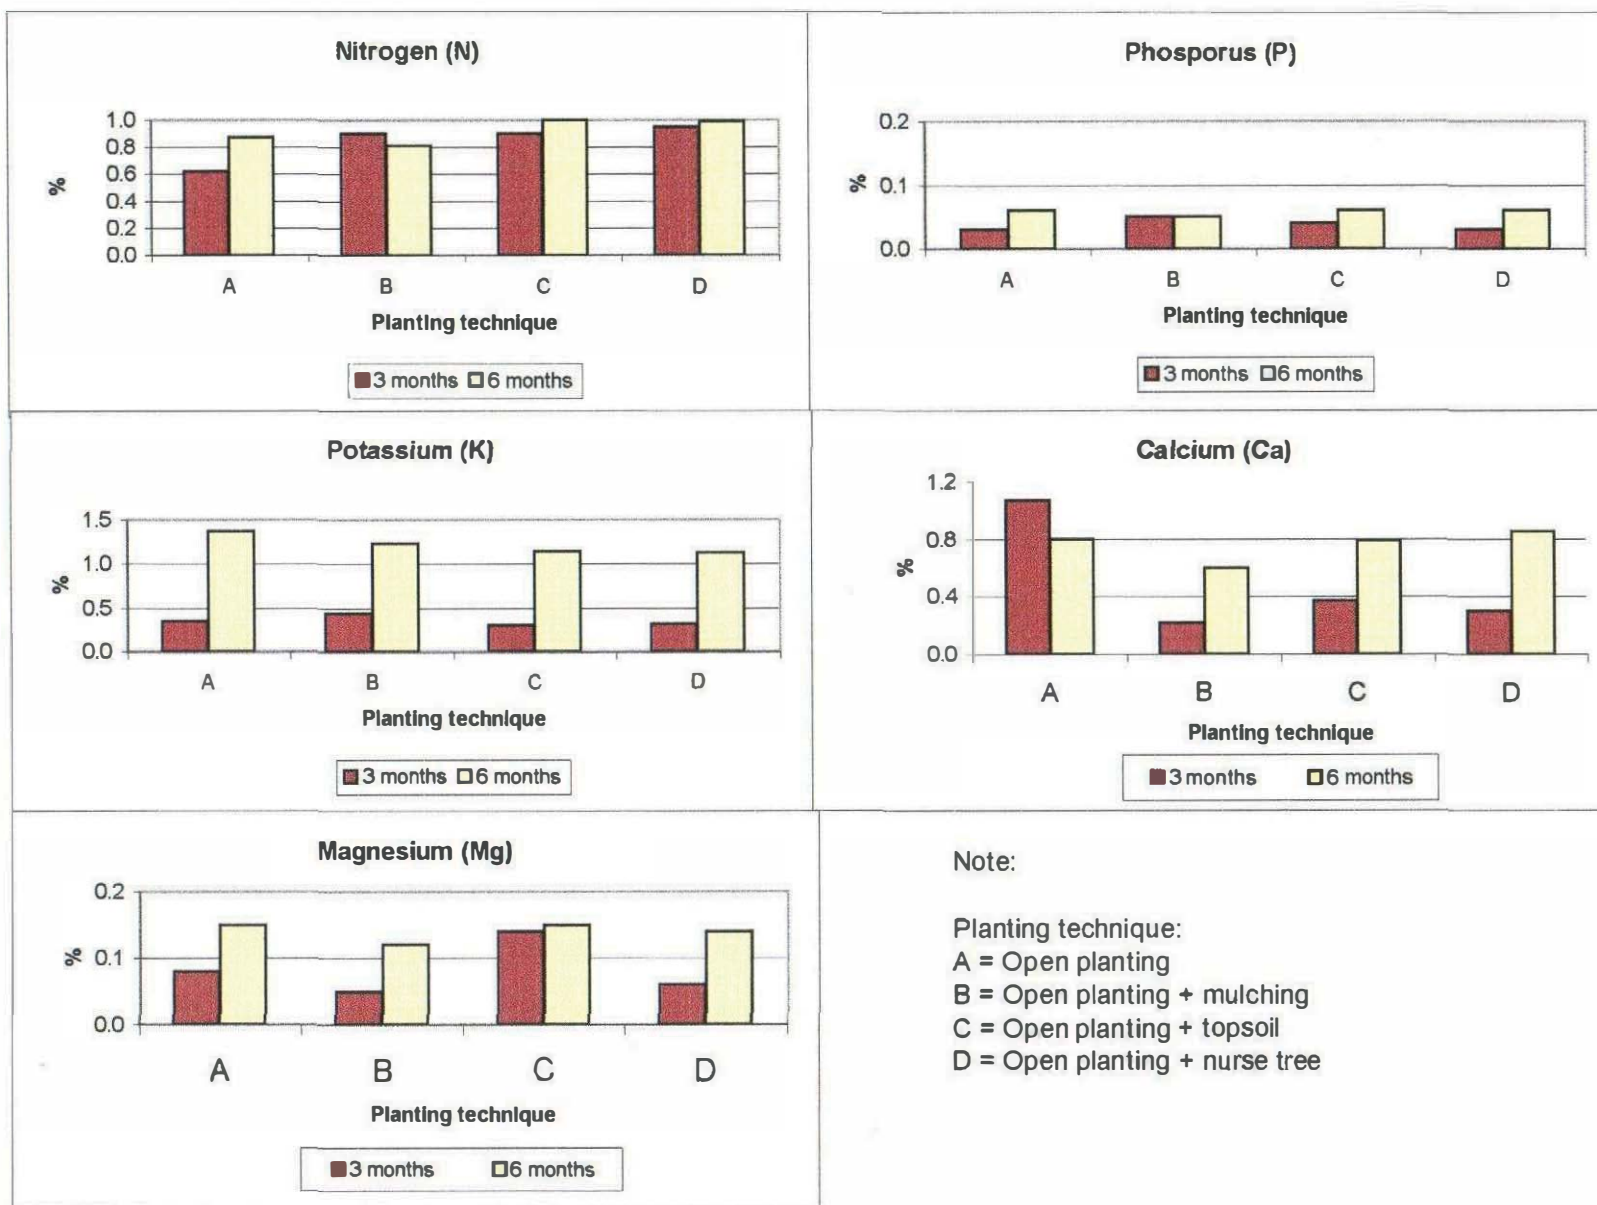 Nitrogen (N)
%
1.0
0.8
0.6
0.4
0.2
0.0
A B C D
Planting technique
3 months 6 months
Phosporus (P)
%
0.2
0.1
0.0
A B C D
Planting technique
3 months 6 months
Potassium (K)
%
1.5
1.0
0.5
0.0
A B C D
Planting technique
3 months 6 months
Calcium (Ca)
%
1.2
0.8
0.4
0.0
A B C D
Planting technique
3 months 6 months
Magnesium (Mg)
%
0.2
0.1
0.0
A B C D
Planting technique
3 months 6 months
Note:
Planting technique:
A = Open planting
B = Open planting + mulching
C = Open planting + topsoil
D = Open planting + nurse tree